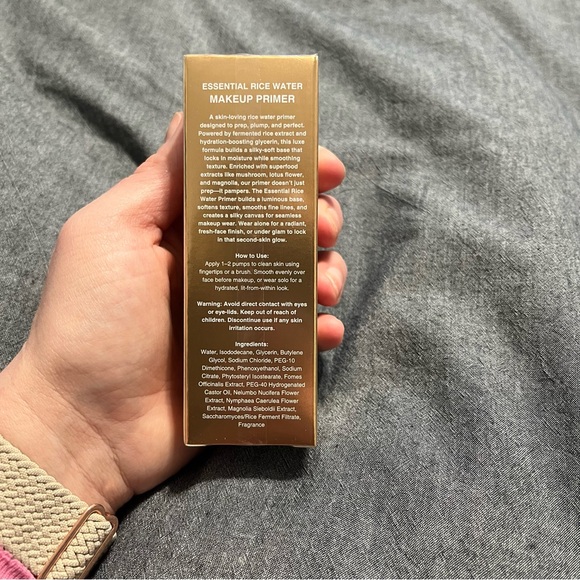 ESSENTIAL RICE WATER
MAKEUP PRIMER
A skin-loving rice water primer
designed to prep, plump, and perfect.
Powered by fermented rice extract and
hydration-boosting glycerin, this luxe
formula builds a silky-soft base that
locks in moisture while smoothing
texture. Enriched with superfood
extracts like mushroom, lotus flower,
and magnolia, our primer doesn't just
prep—it pampers. The Essential Rice
Water Primer builds a luminous base,
softens texture, smooths fine lines, and
creates a silky canvas for seamless
makeup wear. Wear alone for a radiant,
fresh-face finish, or under glam to lock
in that second-skin glow.
How to Use:
Apply 1–2 pumps to clean skin using
fingertips or a brush. Smooth evenly over
face before makeup, or wear solo for a
hydrated, lit-from-within look.
Warning: Avoid direct contact with eyes
or eye-lids. Keep out of reach of
children. Discontinue use if any skin
irritation occurs.
Ingredients:
Water, Isododecane, Glycerin, Butylene
Glycol, Sodium Chloride, PEG-10
Dimethicone, Phenoxyethanol, Sodium
Citrate, Phytosteryl Isostearate, Fomes
Officinalis Extract, PEG-40 Hydrogenated
Castor Oil, Nelumbo Nucifera Flower
Extract, Nymphaea Caerulea Flower
Extract, Magnolia Sieboldi Extract,
Saccharomyces/Rice Ferment Filtrate,
Fragrance